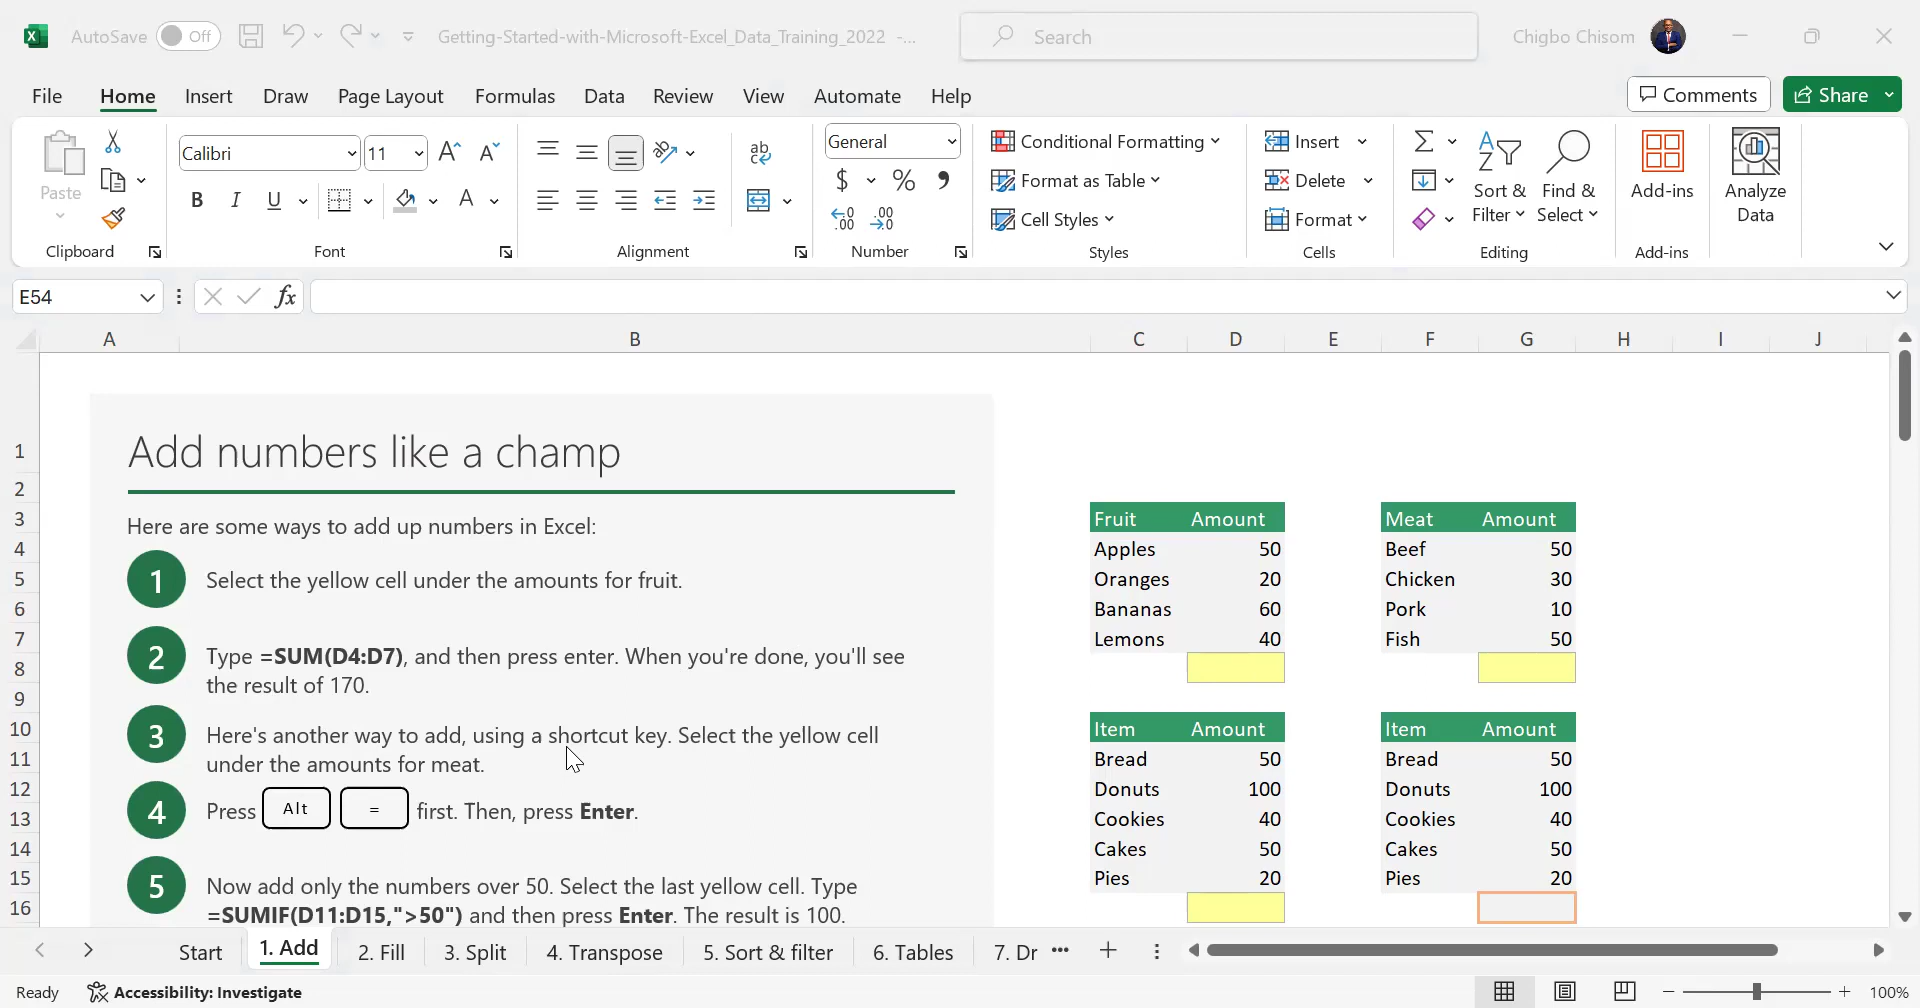 AutoSave Off Getting-Started-with-Microsoft-Excel_Data_Training_2022 -... Search Chigbo Chisom
File Home Insert Draw Page Layout Formulas Data Review View Automate Help Comments Share
Paste
Clipboard
Calibri 11
B I U A
Font
ab
c
Alignment
General
$ % 9
.00 .00
Number
Conditional Formatting
Format as Table
Cell Styles
Styles
Insert
Delete
Format
Cells
Sort &
Filter
Find &
Select
Editing
Add-ins
Add-ins
Analyze
Data
E54 fx
A B C D E F G H I J
1 Add numbers like a champ
2
3 Here are some ways to add up numbers in Excel: Fruit Amount Meat Amount
4 Apples 50 Beef 50
5 1 Select the yellow cell under the amounts for fruit. Oranges 20 Chicken 30
6 Bananas 60 Pork 10
7 Lemons 40 Fish 50
8 2 Type =SUM(D4:D7), and then press enter. When you're done, you'll see
9 the result of 170.
10 3 Here's another way to add, using a shortcut key. Select the yellow cell Item Amount Item Amount
11 under the amounts for meat. Bread 50 Bread 50
12 Donuts 100 Donuts 100
13 4 Press Alt = first. Then, press Enter. Cookies 40 Cookies 40
14 Cakes 50 Cakes 50
15 5 Now add only the numbers over 50. Select the last yellow cell. Type Pies 20 Pies 20
16 =SUMIF(D11:D15,">50") and then press Enter. The result is 100.
Start 1. Add 2. Fill 3. Split 4. Transpose 5. Sort & filter 6. Tables 7. Dr ...
Ready Accessibility: Investigate 100%